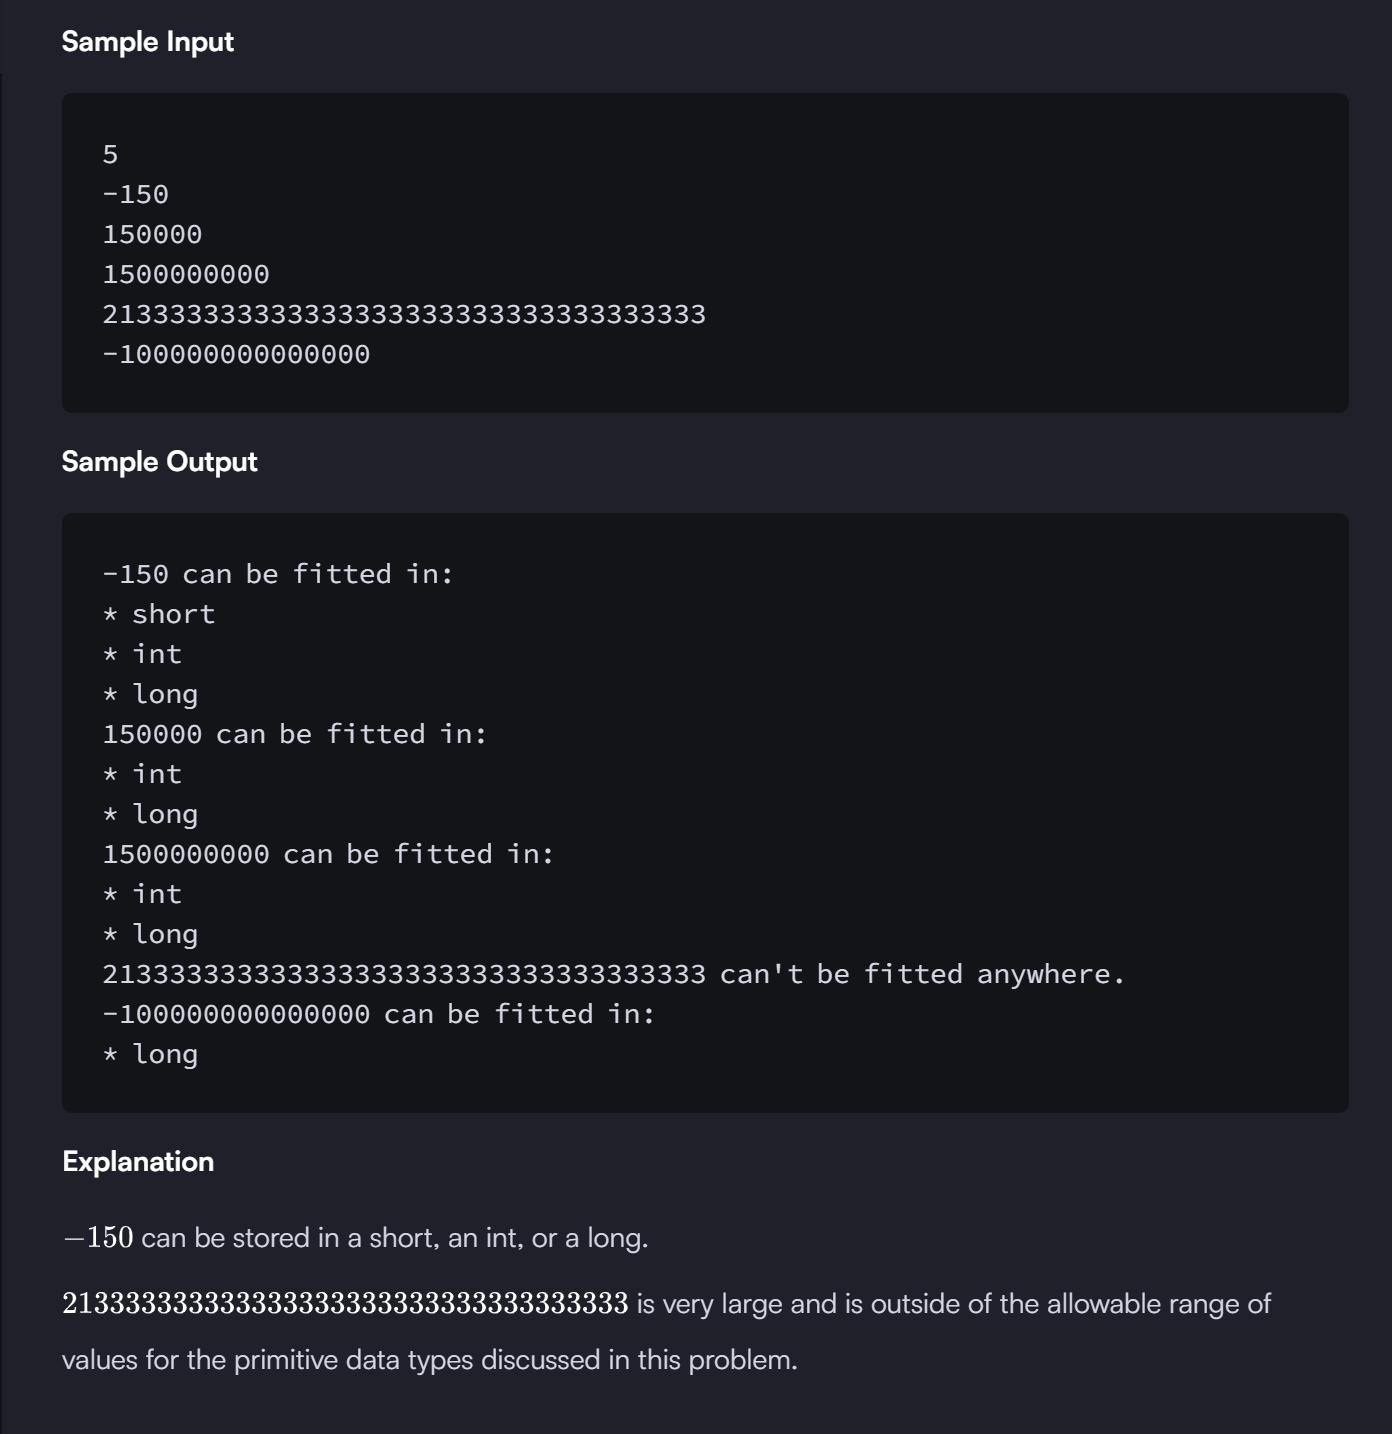 Sample Input
5
-150
150000
1500000000
213333333333333333333333333333333333
-100000000000000
Sample Output
-150 can be fitted in:
* short
* int
* long
150000 can be fitted in:
* int
* long
1500000000 can be fitted in:
* int
* long
213333333333333333333333333333333333 can't be fitted anywhere.
-100000000000000 can be fitted in:
* long
Explanation
−150 can be stored in a short, an int, or a long.
213333333333333333333333333333333333 is very large and is outside of the allowable range of
values for the primitive data types discussed in this problem.